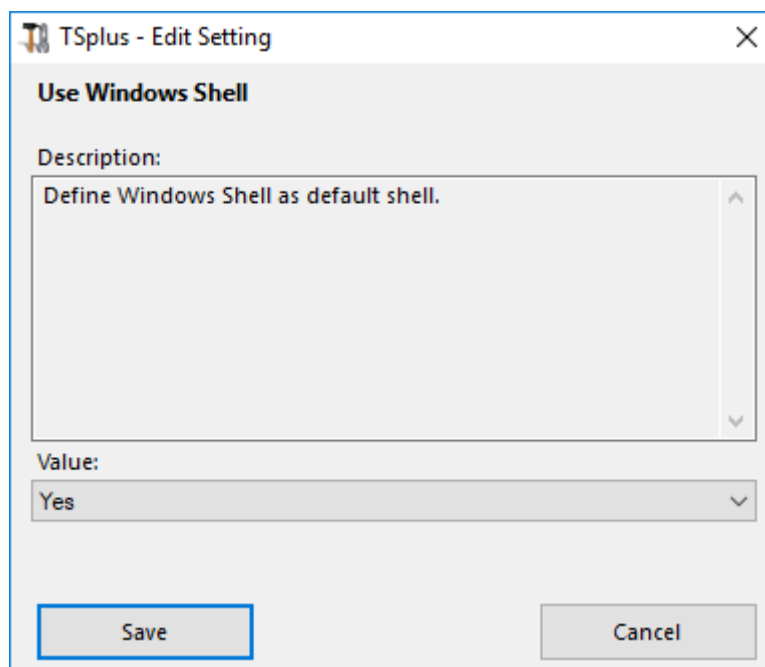 TSplus - Edit Setting
Use Windows Shell
Description:
Define Windows Shell as default shell.
Value:
Yes
Save Cancel